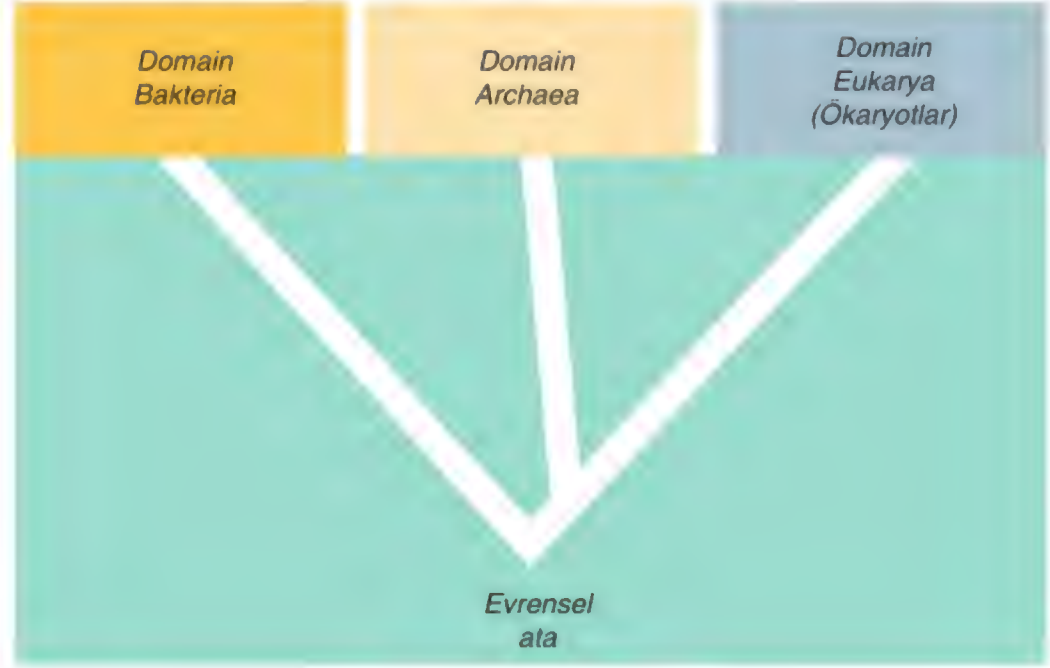 Domain
Bakteria
Domain
Archaea
Domain
Eukarya
(Ökaryotlar)
Evrensel
ata